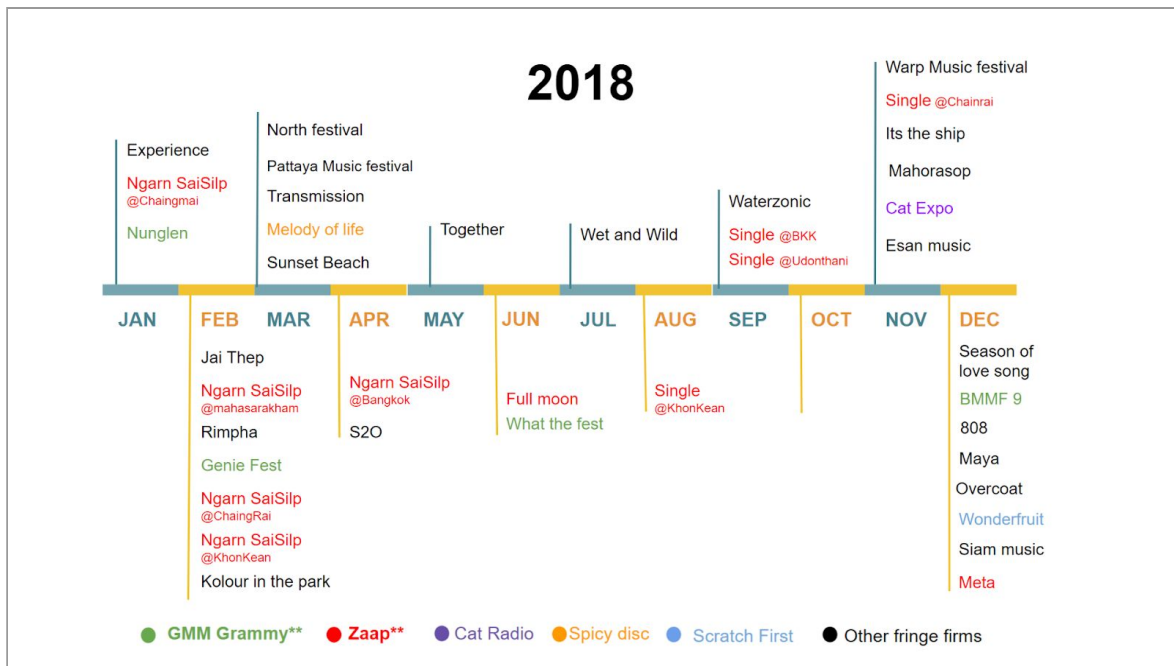 2018
Experience
Ngarn SaiSilp
@Chaingmai
Nunglen
North festival
Pattaya Music festival
Transmission
Melody of life
Sunset Beach
Together
Wet and Wild
Waterzonic
Single @BKK
Single @Udonthani
Warp Music festival
Single @Chainrai
Its the ship
Mahorasop
Cat Expo
Esan music
JAN FEB MAR APR MAY JUN JUL AUG SEP OCT NOV DEC
Jai Thep
Ngarn SaiSilp
@mahasarakham
Rimpha
Genie Fest
Ngarn SaiSilp
@ChaingRai
Ngarn SaiSilp
@KhonKean
Kolour in the park
Ngarn SaiSilp
@Bangkok
S2O
Full moon
What the fest
Single
@KhonKean
Season of
love song
BMMF 9
808
Maya
Overcoat
Wonderfruit
Siam music
Meta
GMM Grammy** Zaap** Cat Radio Spicy disc Scratch First Other fringe firms